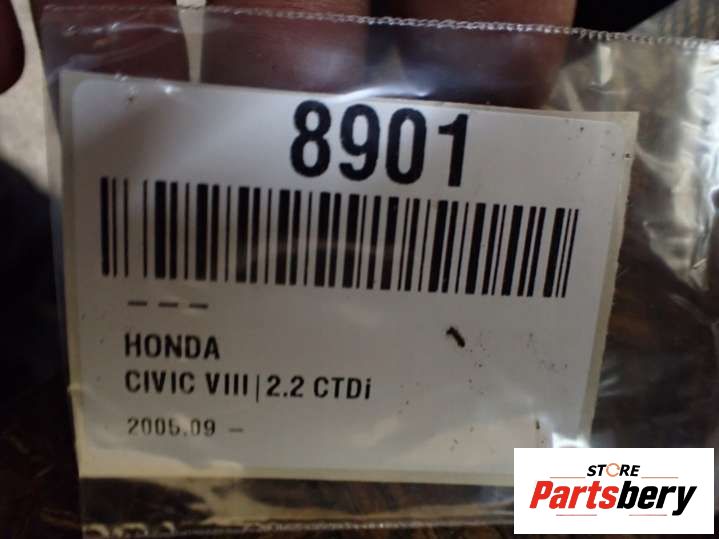 8901
- - -
HONDA
CIVIC VIII|2.2 CTDi
2005.09 -
STORE
Partsbery